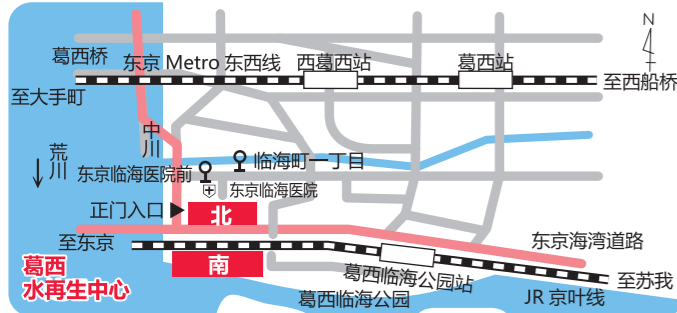 N
葛西桥
东京 Metro 东西线
西葛西站
葛西站
至西船桥
至大手町
中川
荒川
临海町一丁目
东京临海医院前
东京临海医院
正门入口
北
至东京
东京海湾道路
南
葛西
水再生中心
葛西临海公园站
至苏我
葛西临海公园
JR 京叶线